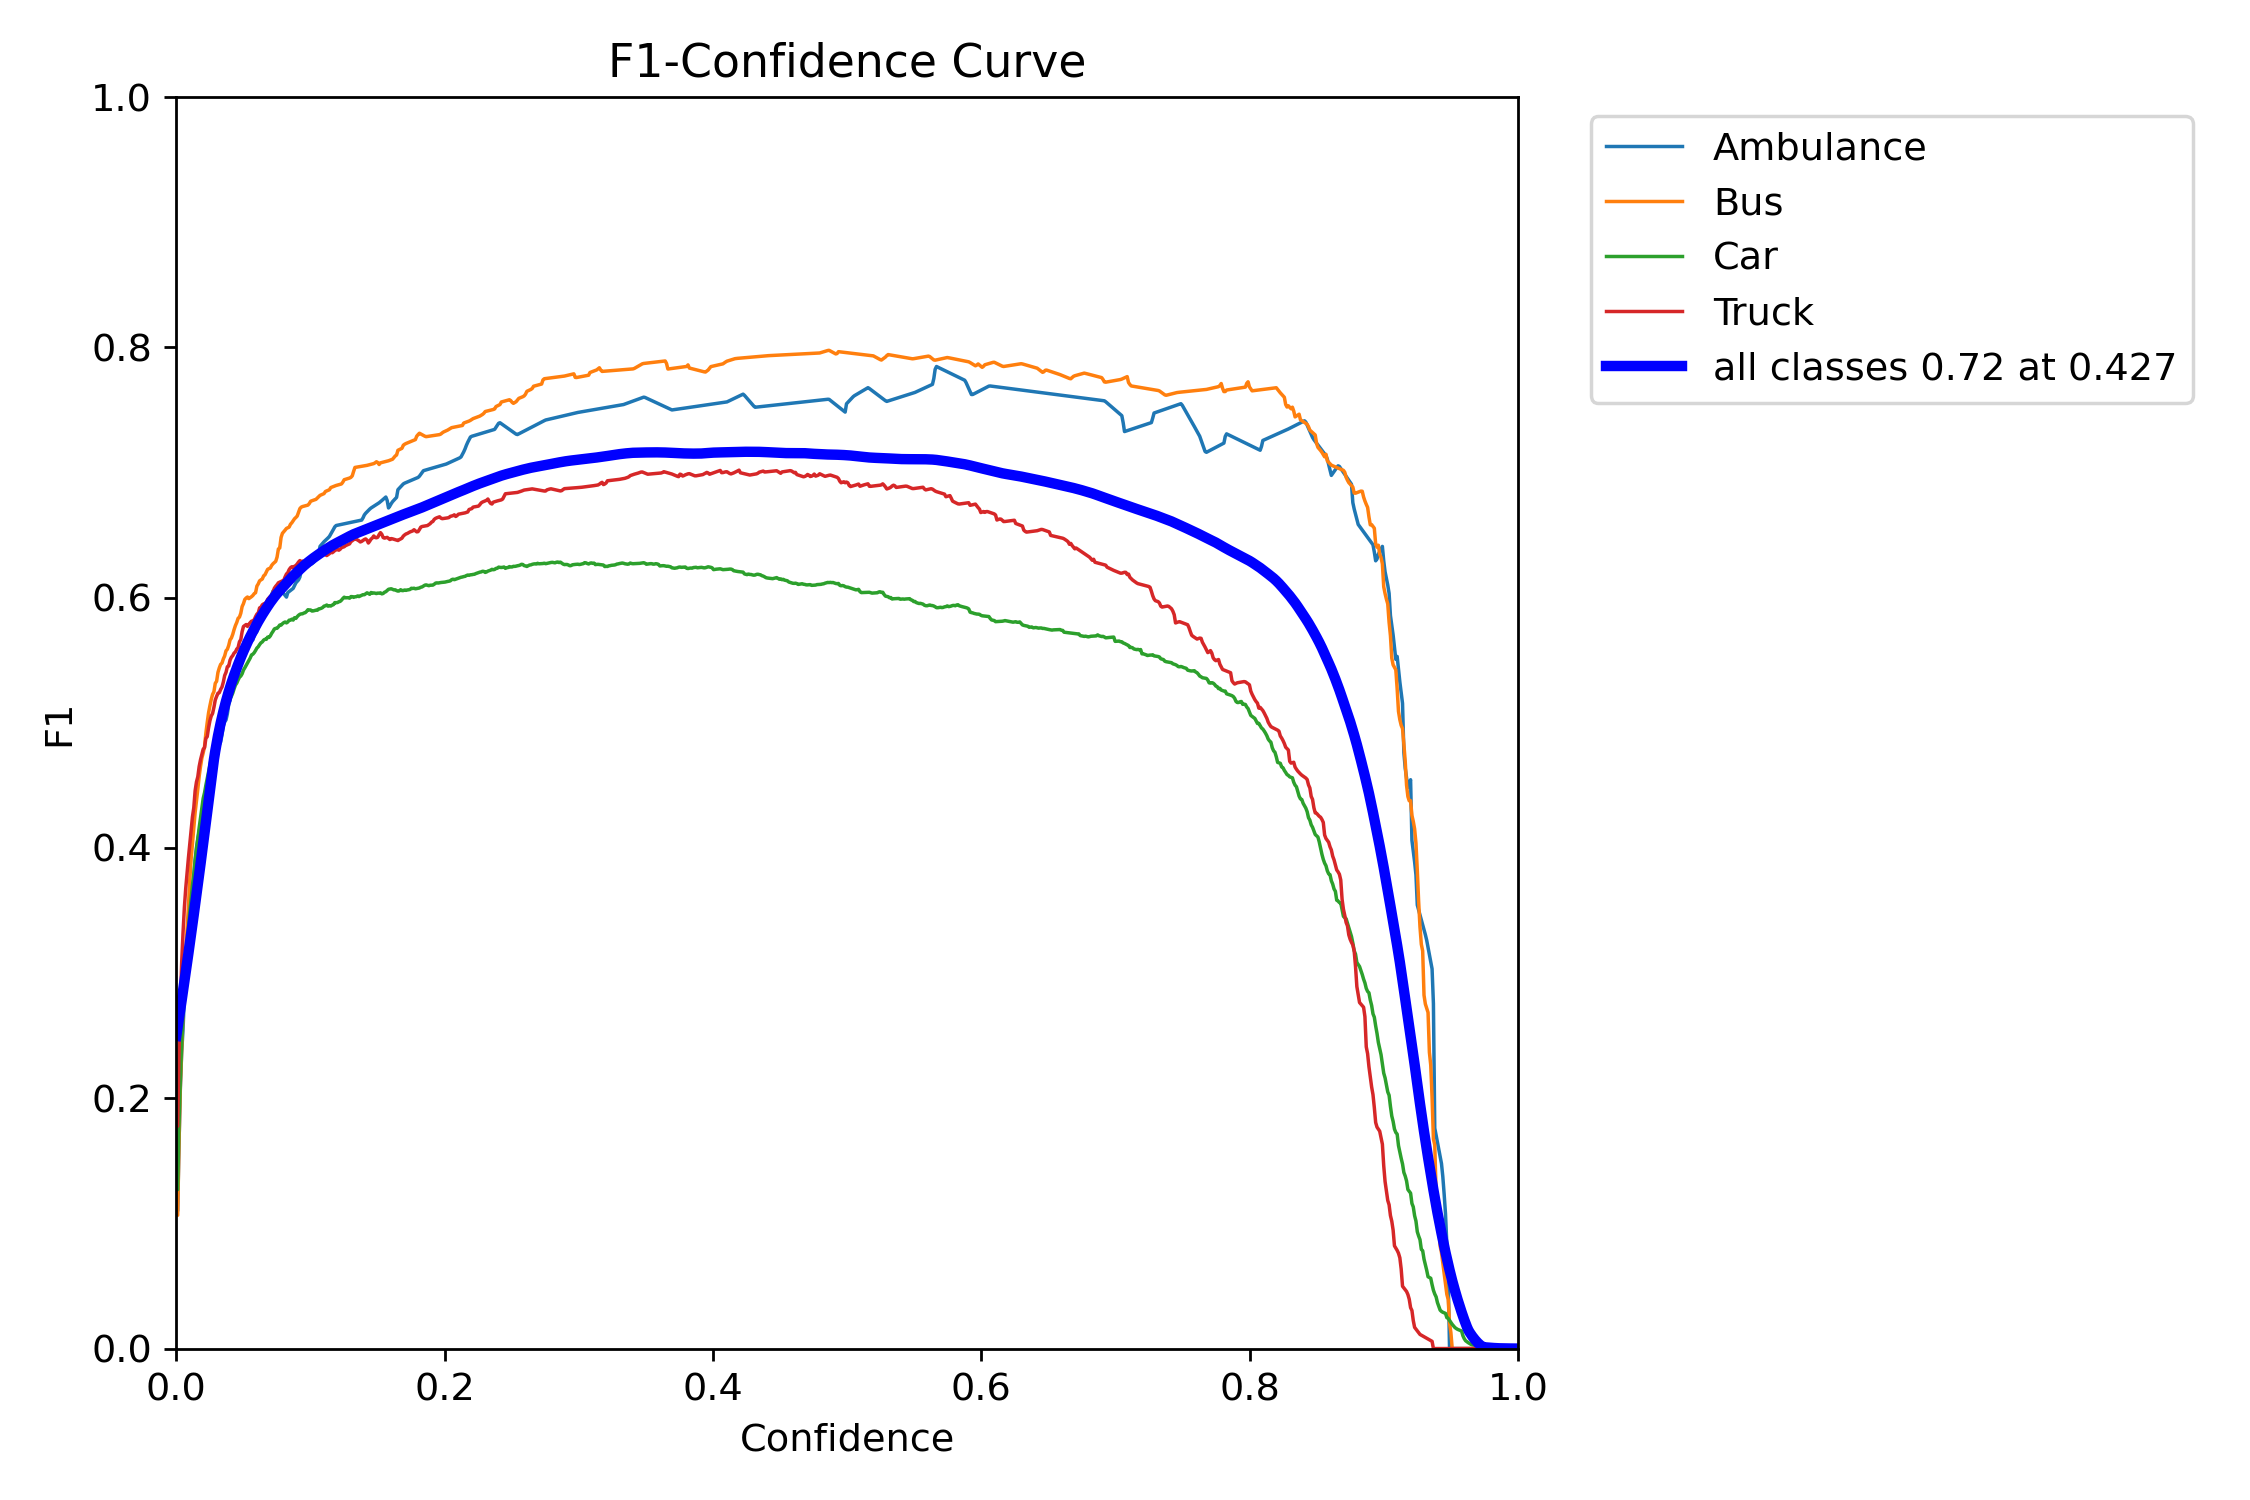 F1-Confidence Curve
1.0
0.8
0.6
0.4
0.2
0.0
F1
0.0 0.2 0.4 0.6 0.8 1.0
Confidence
Ambulance
Bus
Car
Truck
all classes 0.72 at 0.427